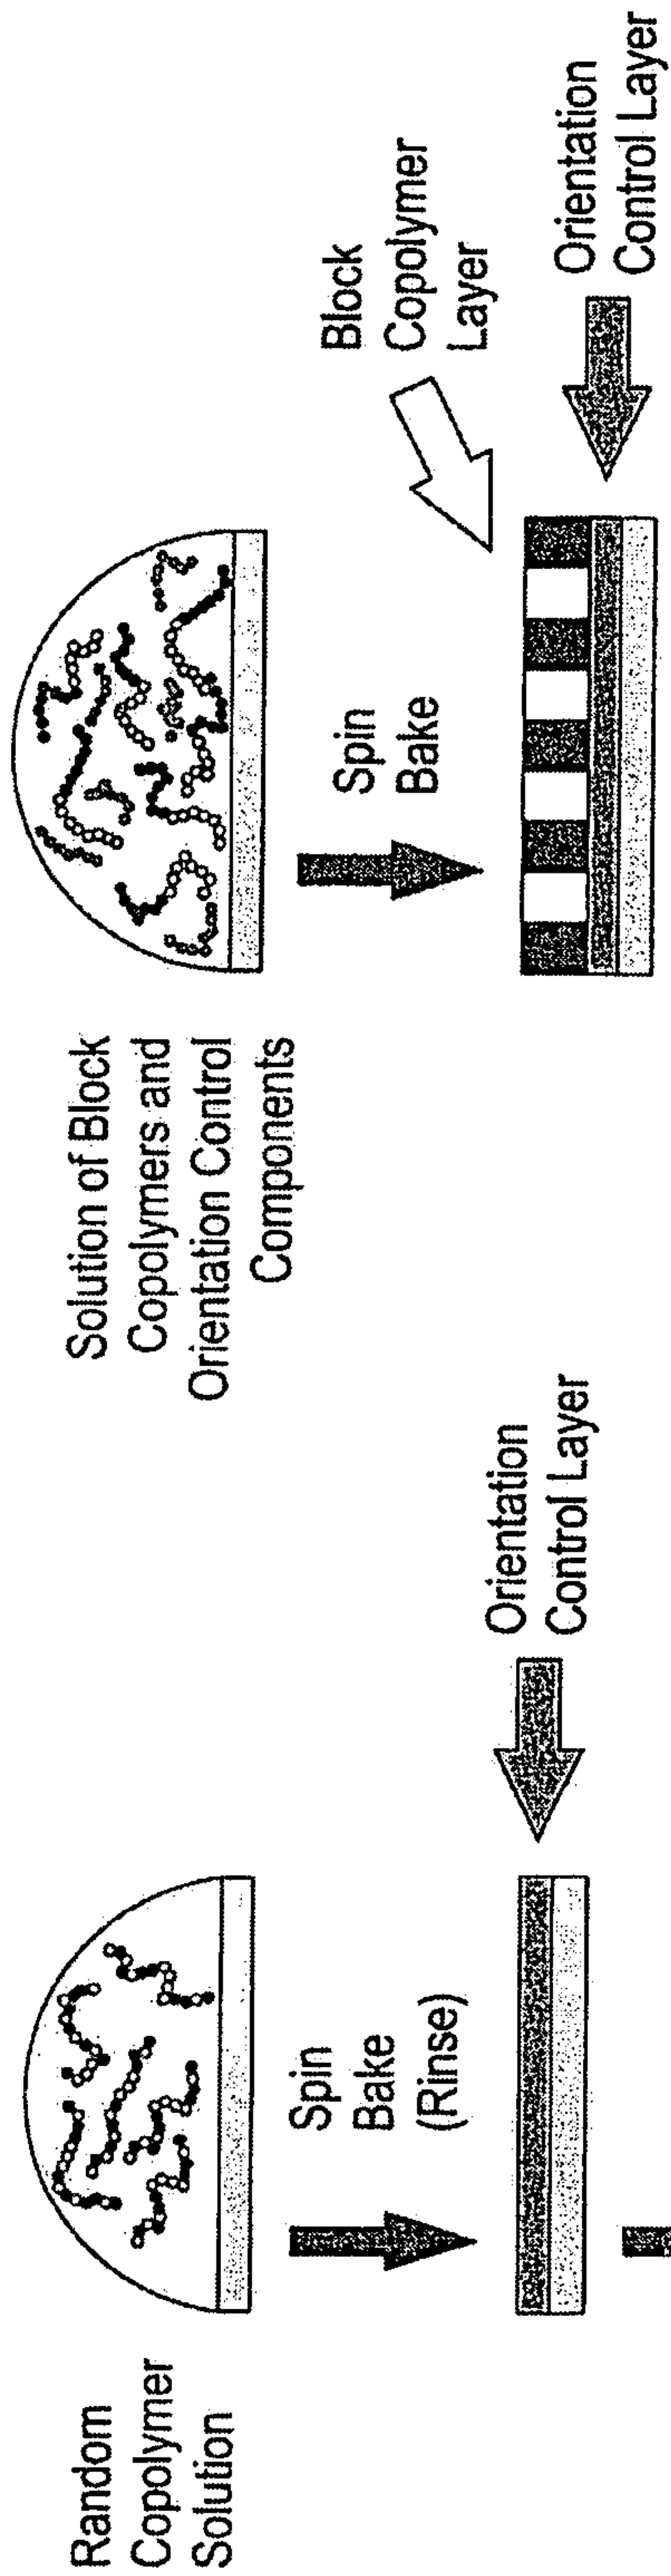 Random
Copolymer
Solution
Spin
Bake
(Rinse)
Orientation
Control Layer
Solution of Block
Copolymers and
Orientation Control
Components
Spin
Bake
Block
Copolymer
Layer
Orientation
Control Layer